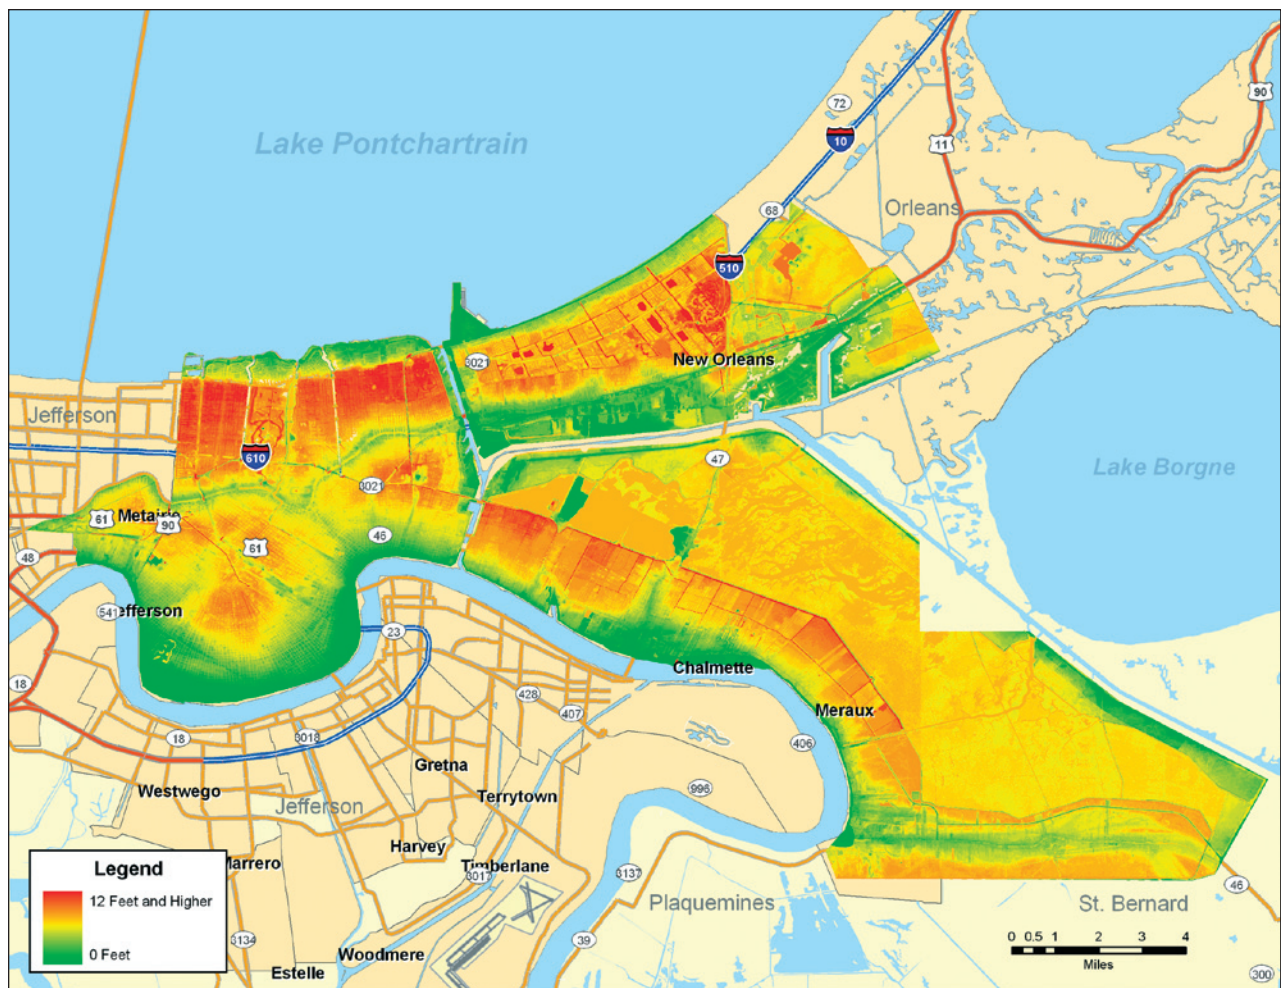 72
90
10
11
Lake Pontchartrain
68
Orleans
510
3021
New Orleans
Jefferson
610
47
Lake Borgne
3021
61
Metairie
90
46
61
48
541
Jefferson
23
18
Chalmette
428
407
Meraux
18
3018
406
Gretna
Westwego
Jefferson
Terrytown
996
Harvey
Legend
Marrero
Timberlane
3017
3137
12 Feet and Higher
46
Plaquemines
St. Bernard
3134
39
0 0.5 1 2 3 4
Miles
0 Feet
Woodmere
Estelle
300